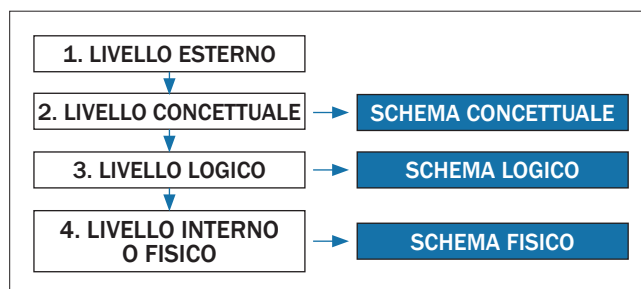 1. LIVELLO ESTERNO
2. LIVELLO CONCETTUALE
SCHEMA CONCETTUALE
3. LIVELLO LOGICO
SCHEMA LOGICO
4. LIVELLO INTERNO
O FISICO
SCHEMA FISICO